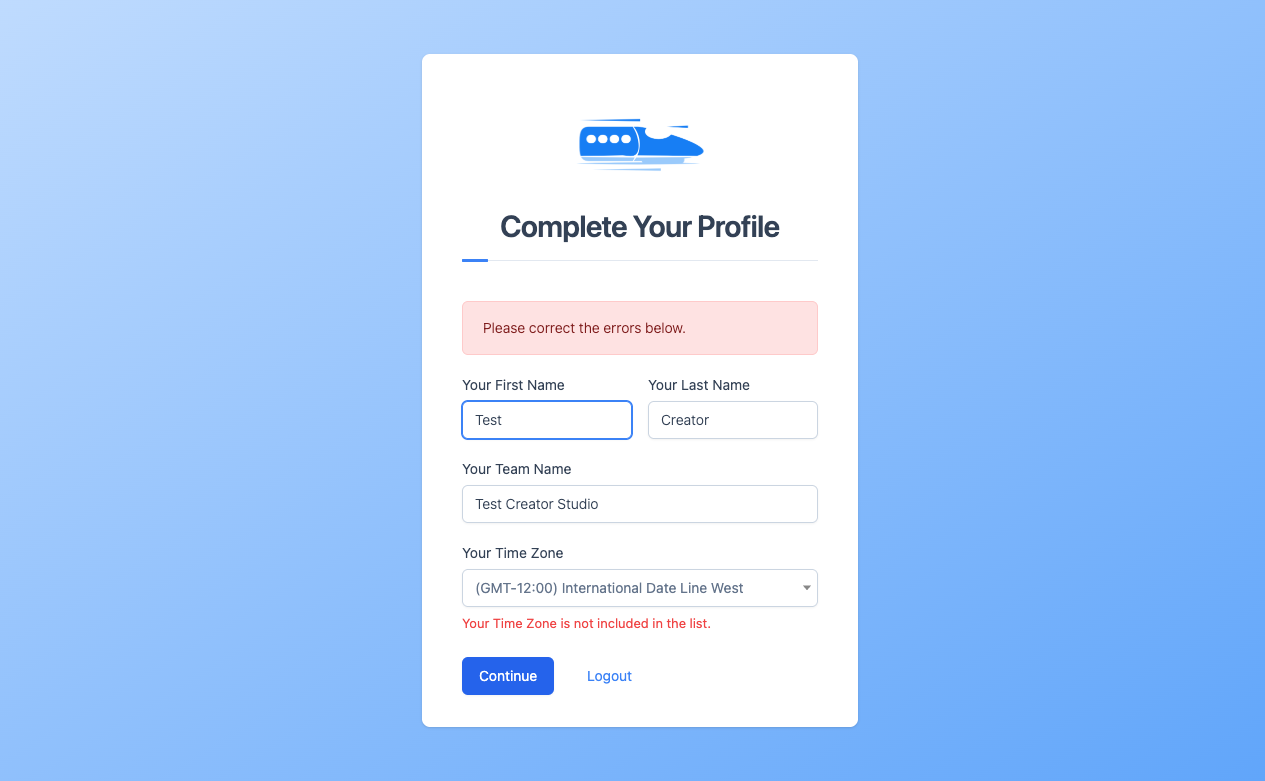 Complete Your Profile
Please correct the errors below.
Your First Name
Your Last Name
Test
Creator
Your Team Name
Test Creator Studio
Your Time Zone
(GMT-12:00) International Date Line West
Your Time Zone is not included in the list.
Continue
Logout